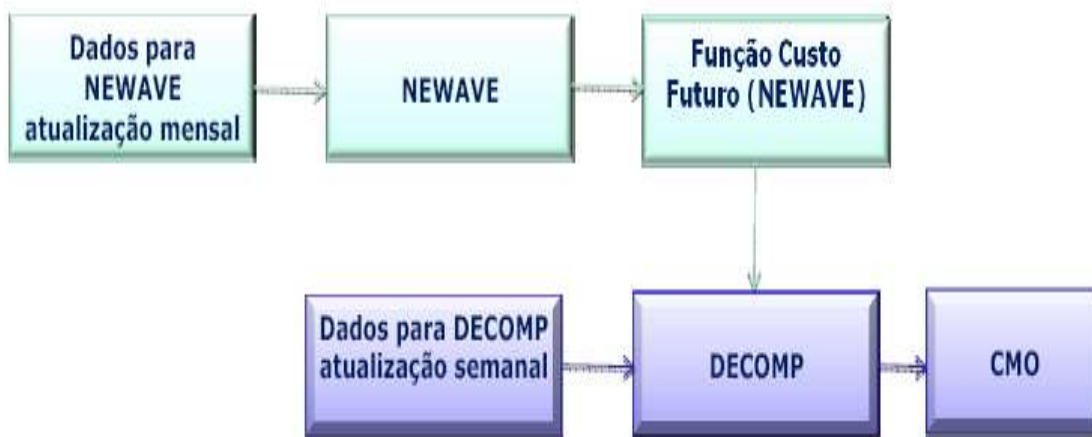 Dados para
NEWAVE
atualização mensal
NEWAVE
Função Custo
Futuro (NEWAVE)
Dados para DECOMP
atualização semanal
DECOMP
CMO